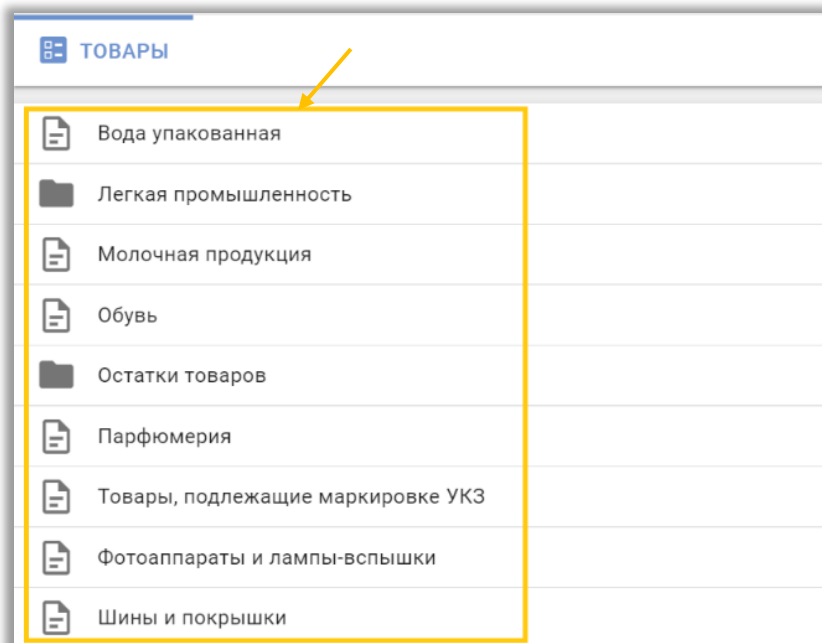 ТОВАРЫ
Вода упакованная
Легкая промышленность
Молочная продукция
Обувь
Остатки товаров
Парфюмерия
Товары, подлежащие маркировке УКЗ
Фотоаппараты и лампы-вспышки
Шины и покрышки